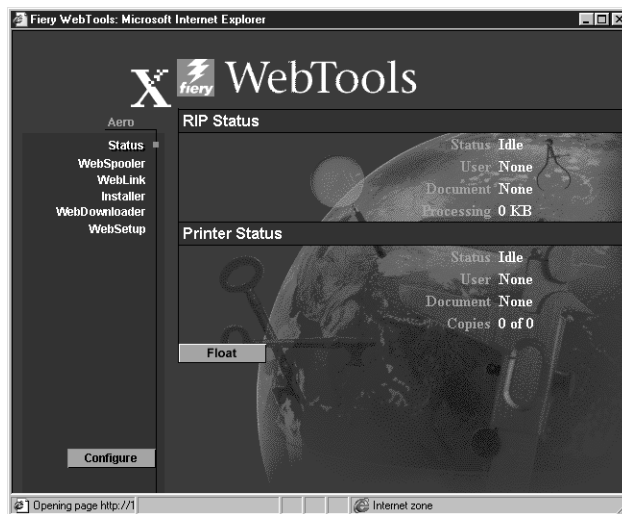 Fiery WebTools: Microsoft Internet Explorer
X fiery WebTools
Aero
Status
WebSpooler
WebLink
Installer
WebDownloader
WebSetup
Configure
RIP Status
Status Idle
User None
Document None
Processing 0 KB
Printer Status
Status Idle
User None
Document None
Copies 0 of 0
Float
Opening page http://1
Internet zone